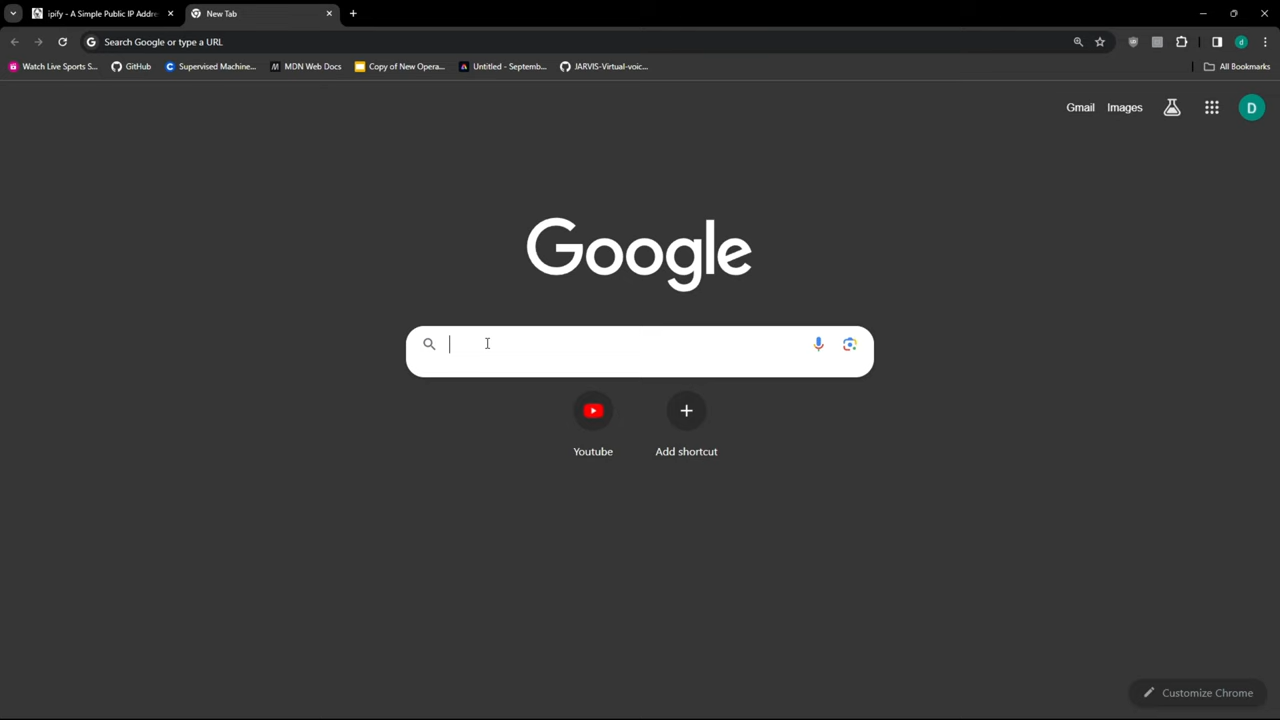 ipify - A Simple Public IP Addre
New Tab
Search Google or type a URL
Watch Live Sports S...
GitHub
Supervised Machine...
MDN Web Docs
Copy of New Opera...
Untitled - Septemb...
JARVIS-Virtual-voic...
All Bookmarks
Gmail
Images
D
Google
Youtube
Add shortcut
Customize Chrome